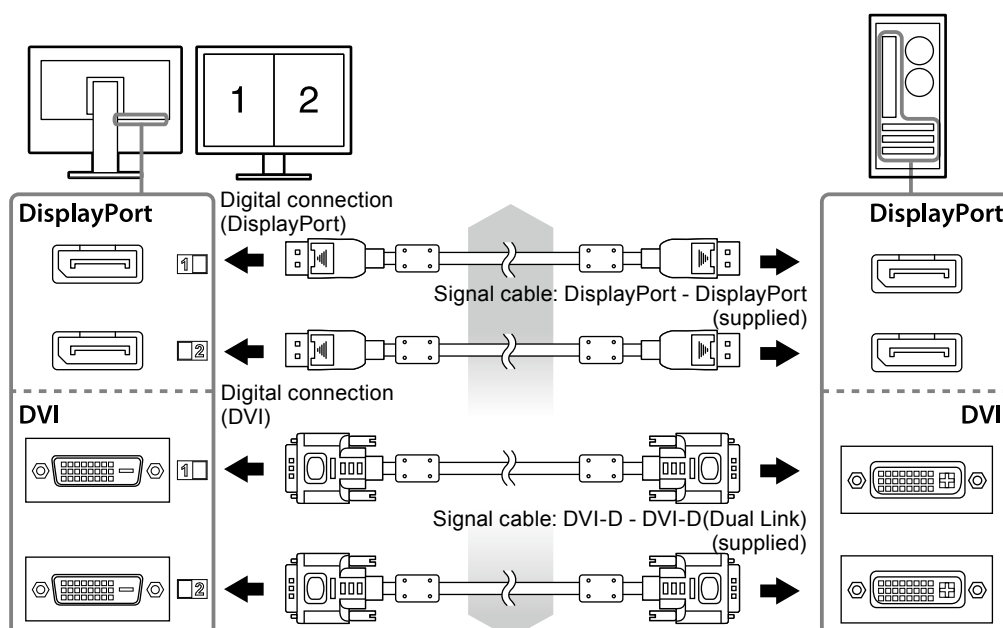 1 2
DisplayPort
Digital connection
(DisplayPort)
DisplayPort
1
Signal cable: DisplayPort - DisplayPort
(supplied)
2
DVI
Digital connection
(DVI)
DVI
1
Signal cable: DVI-D - DVI-D(Dual Link)
(supplied)
2